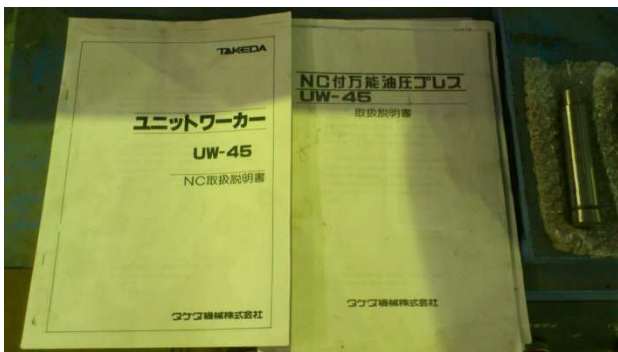 TAKEDA
ユニットワーカー
UW-45
NC取扱説明書
タケダ機械株式会社
NC付万能油圧プレス
UW-45
取扱説明書
タケダ機械株式会社